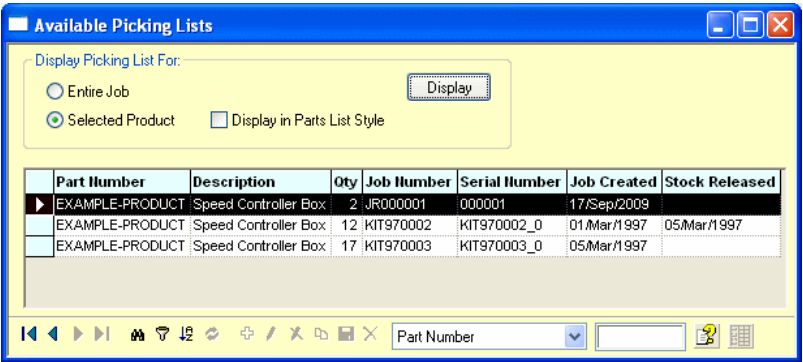 Available Picking Lists
Display Picking List For:
Entire Job
Display
Selected Product Display in Parts List Style
Part Number Description Qty Job Number Serial Number Job Created Stock Released
EXAMPLE-PRODUCT Speed Controller Box 2 JR000001 000001 17/Sep/2009
EXAMPLE-PRODUCT Speed Controller Box 12 KIT970002 KIT970002_0 01/Mar/1997 05/Mar/1997
EXAMPLE-PRODUCT Speed Controller Box 17 KIT970003 KIT970003_0 05/Mar/1997
Part Number